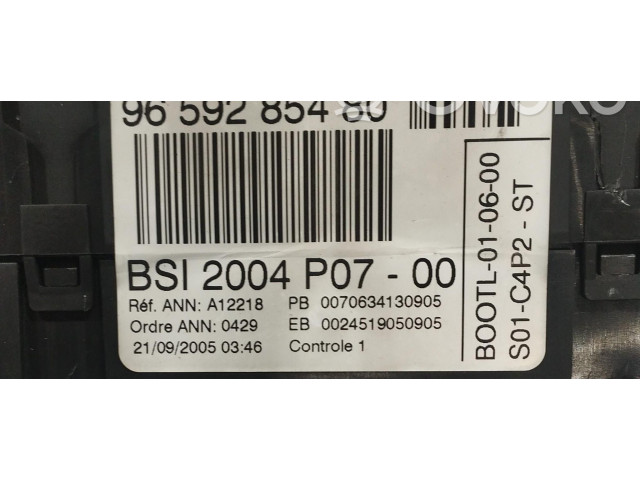 96 592 854 80
BSI 2004 P07 - 00
Réf. ANN: A12218 PB 0070634130905
Ordre ANN: 0429 EB 0024519050905
21/09/2005 03:46 Controle 1
BOOTL-01-06-00
S01-C4P2 - ST